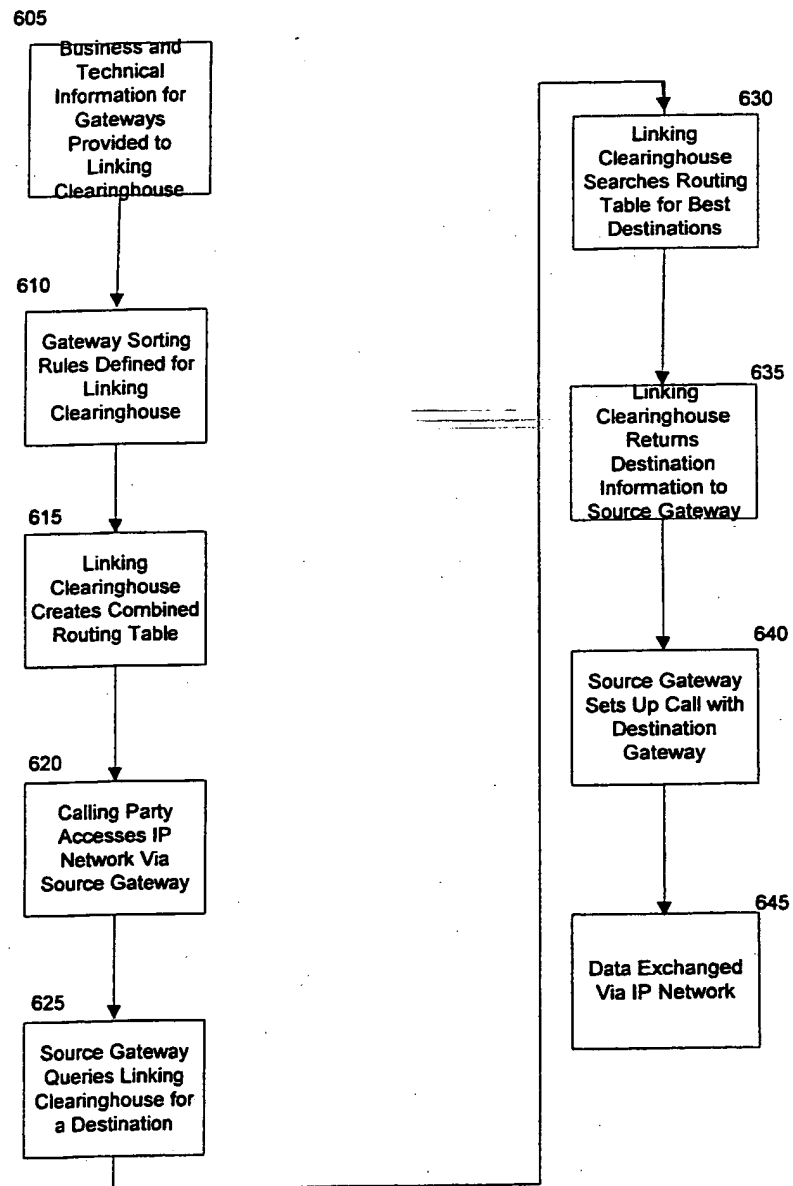 605
Business and
Technical
Information for
Gateways
Provided to
Linking
Clearinghouse
610
Gateway Sorting
Rules Defined for
Linking
Clearinghouse
615
Linking
Clearinghouse
Creates Combined
Routing Table
620
Calling Party
Accesses IP
Network Via
Source Gateway
625
Source Gateway
Queries Linking
Clearinghouse for
a Destination
630
Linking
Clearinghouse
Searches Routing
Table for Best
Destinations
635
Linking
Clearinghouse
Returns
Destination
Information to
Source Gateway
640
Source Gateway
Sets Up Call with
Destination
Gateway
645
Data Exchanged
Via IP Network